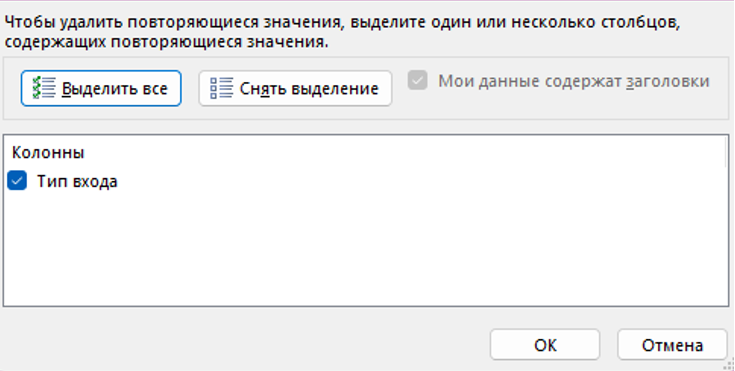 Чтобы удалить повторяющиеся значения, выделите один или несколько столбцов,
содержащих повторяющиеся значения.
Выделить все
Снять выделение
Мои данные содержат заголовки
Колонны
Тип входа
ОК
Отмена